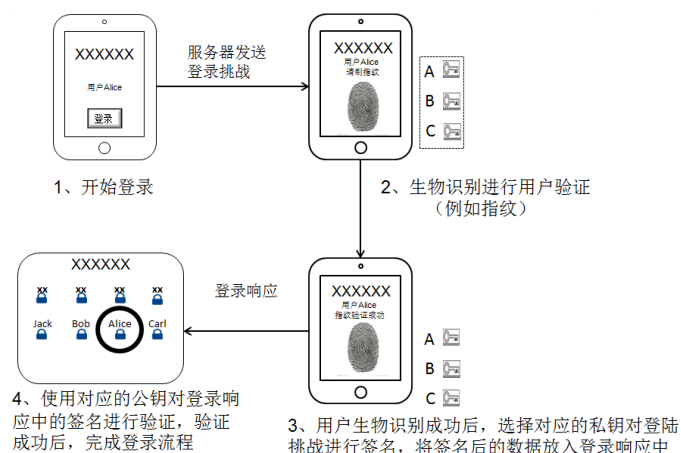 XXXXXX
用户Alice
登录
服务器发送
登录挑战
XXXXXX
用户Alice
请刷指纹
A
B
C
1、开始登录
2、生物识别进行用户验证
（例如指纹）
XXXXXX
xx xx xx xx
Jack Bob Alice Carl
登录响应
XXXXXX
用户Alice
指纹验证成功
A
B
C
4、使用对应的公钥对登录响
应中的签名进行验证，验证
成功后，完成登录流程
3、用户生物识别成功后，选择对应的私钥对登陆
挑战进行签名，将签名后的数据放入登录响应中